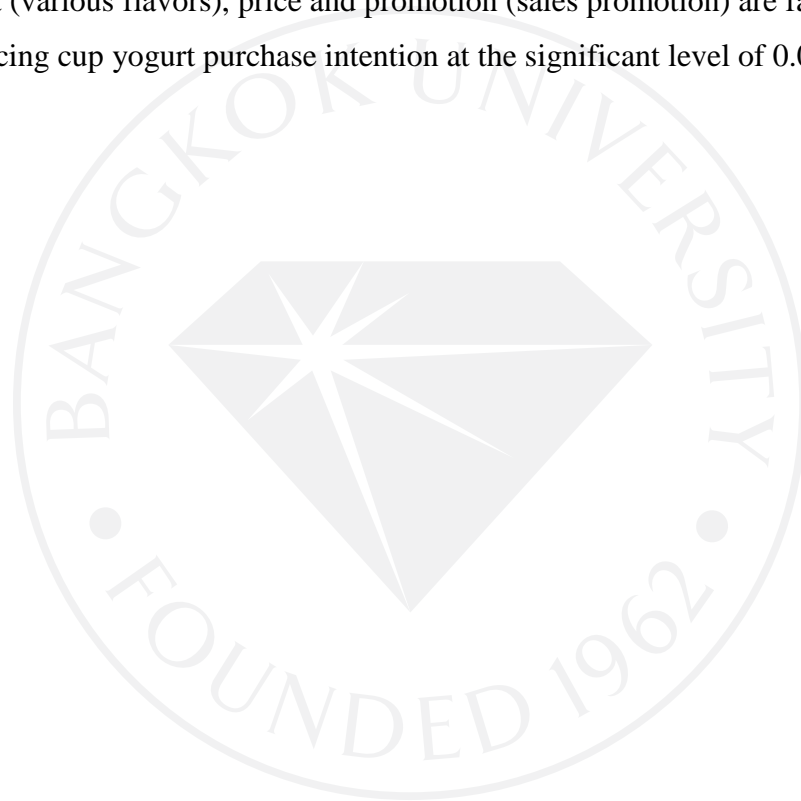 (various flavors), price and promotion (sales promotion) are fa
cing cup yogurt purchase intention at the significant level of 0.0
BANGKOK UNIVERSITY
• FOUNDED 1962 •